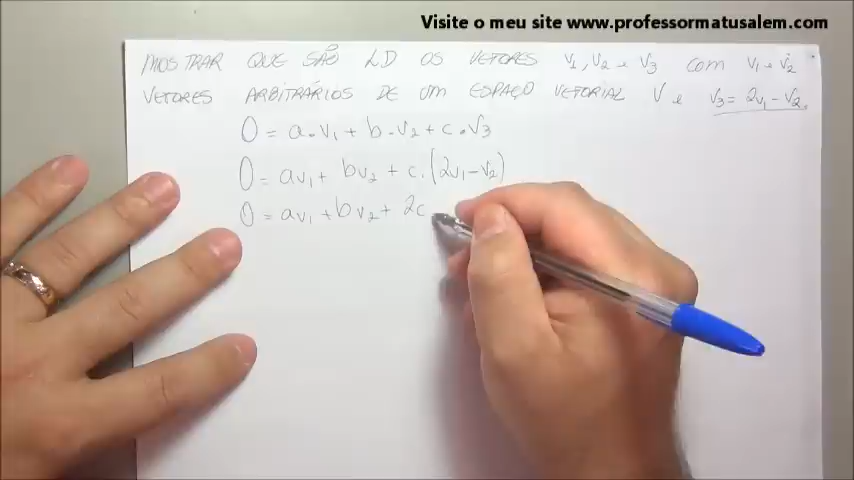 Visite o meu site www.professormatusalem.com
MOSTRAR QUE SÃO LD OS VETORES V₁, V₂ e V₃ COM V₁ e V₂
VETORES ARBITRÁRIOS DE UM ESPAÇO VETORIAL V e V₃ = 2V₁ - V₂.
0 = a.V₁ + b.V₂ + c.V₃
0 = aV₁ + bV₂ + c.(2V₁ - V₂)
0 = aV₁ + bV₂ + 2c